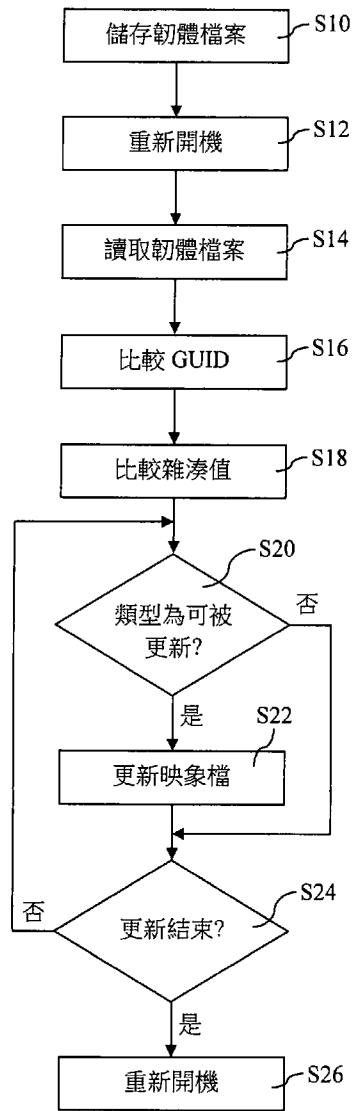 儲存韌體檔案
S10
重新開機
S12
讀取韌體檔案
S14
比較 GUID
S16
比較雜湊值
S18
S20
類型為可被
更新?
否
是
S22
更新映象檔
S24
更新結束?
否
是
重新開機
S26